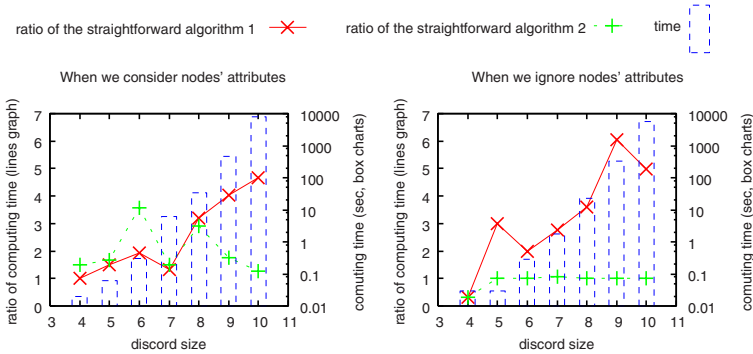 ratio of the straightforward algorithm 1
ratio of the straightforward algorithm 2
time
When we consider nodes' attributes
ratio of computing time (lines graph)
7
6
5
4
3
2
1
0
10000
1000
100
10
1
0.1
0.01
comuting time (sec, box charts)
3 4 5 6 7 8 9 10 11
discord size
When we ignore nodes' attributes
ratio of computing time (lines graph)
7
6
5
4
3
2
1
0
10000
1000
100
10
1
0.1
0.01
comuting time (sec, box charts)
3 4 5 6 7 8 9 10 11
discord size